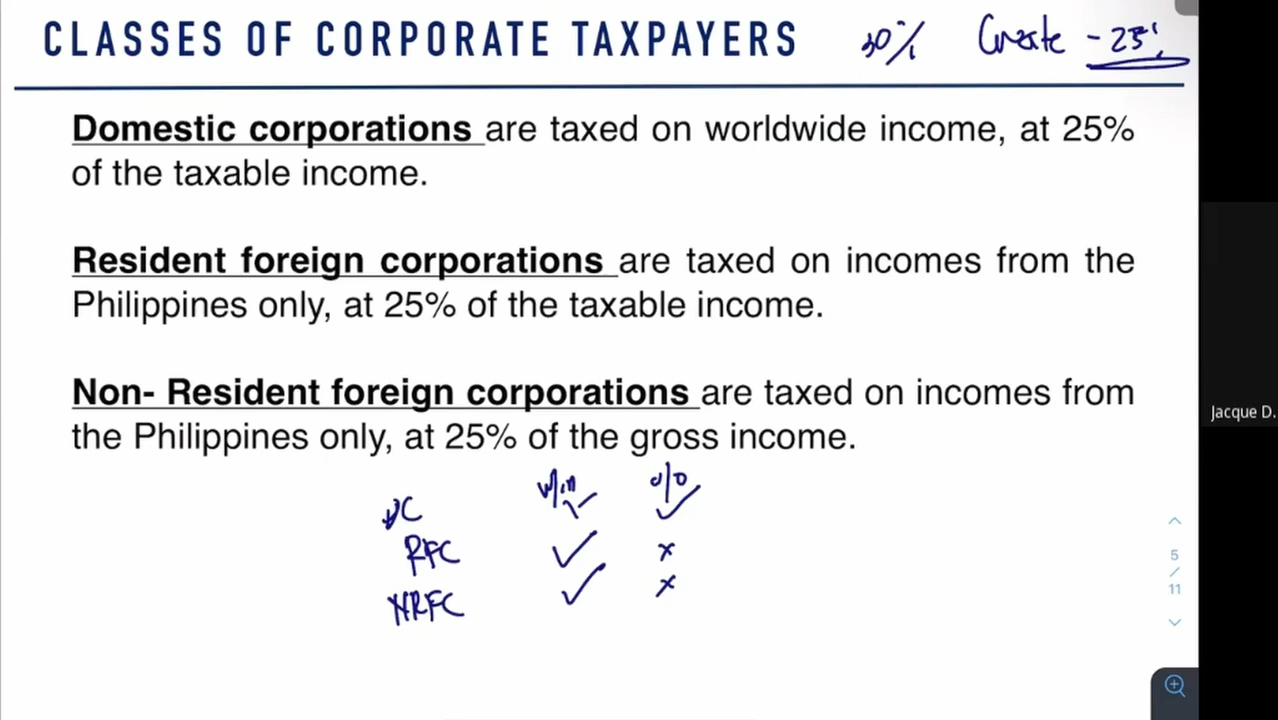 CLASSES OF CORPORATE TAXPAYERS 30% Create - 25%
Domestic corporations are taxed on worldwide income, at 25%
of the taxable income.
Resident foreign corporations are taxed on incomes from the
Philippines only, at 25% of the taxable income.
Non- Resident foreign corporations are taxed on incomes from
the Philippines only, at 25% of the gross income.
w/in o/o
DC ✓ ✓
RFC ✓ x
NRFC ✓ x
Jacque D.
5
/
11